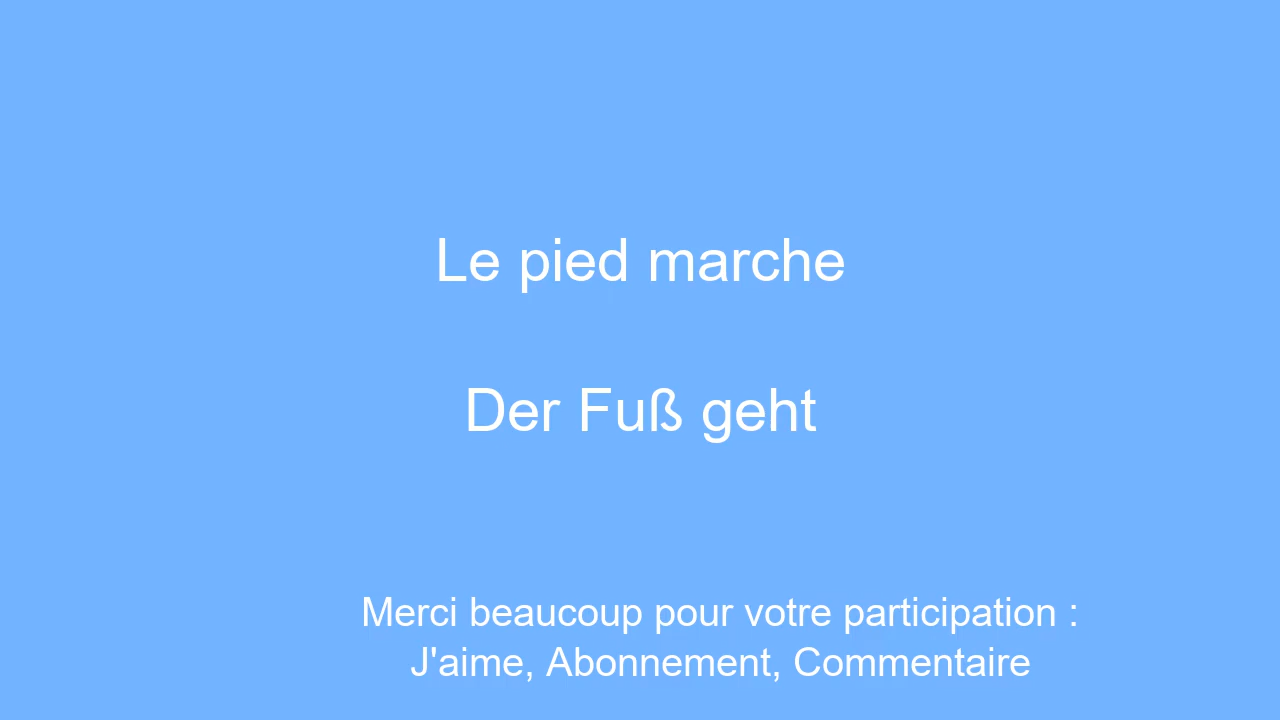 Le pied marche
Der Fuß geht
Merci beaucoup pour votre participation :
J'aime, Abonnement, Commentaire